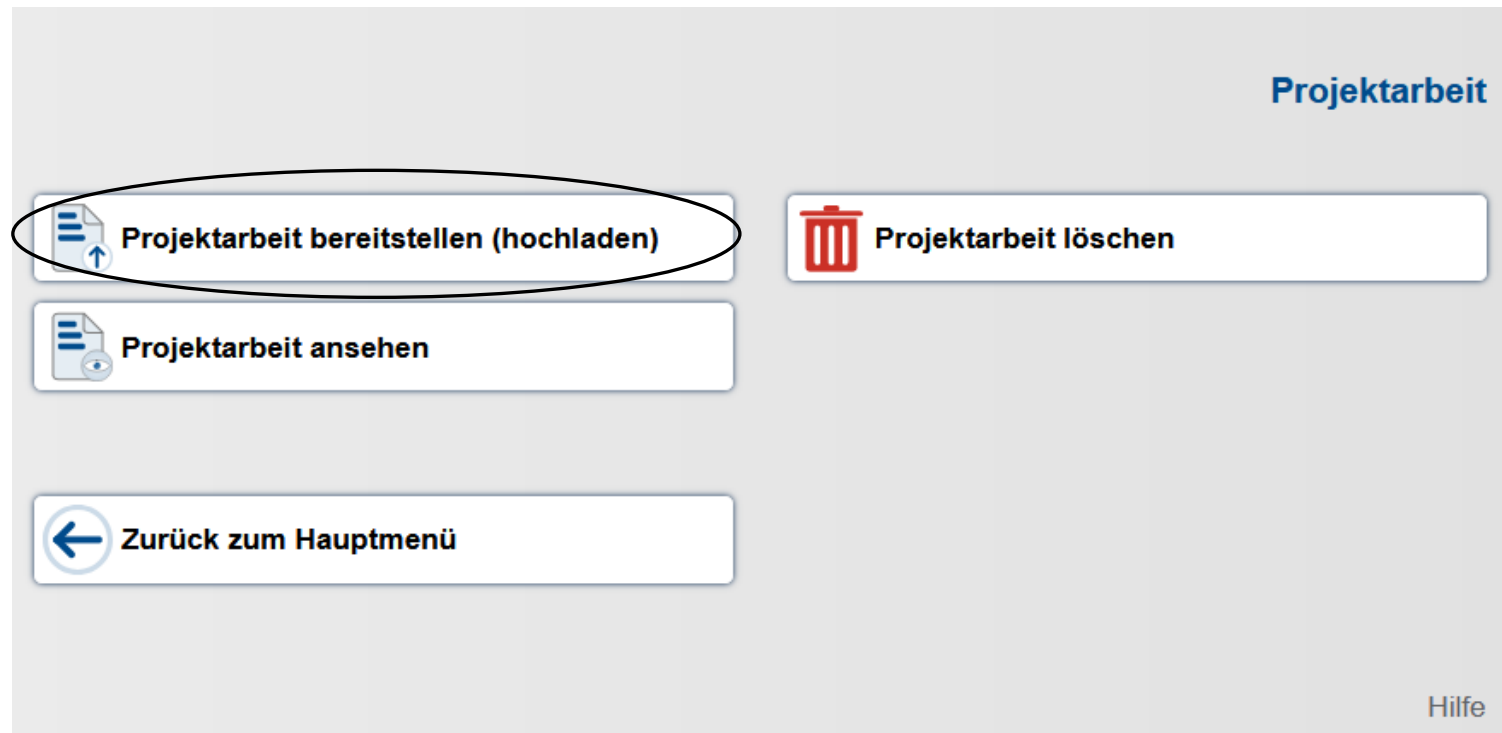 Projektarbeit
Projektarbeit bereitstellen (hochladen)
Projektarbeit löschen
Projektarbeit ansehen
Zurück zum Hauptmenü
Hilfe